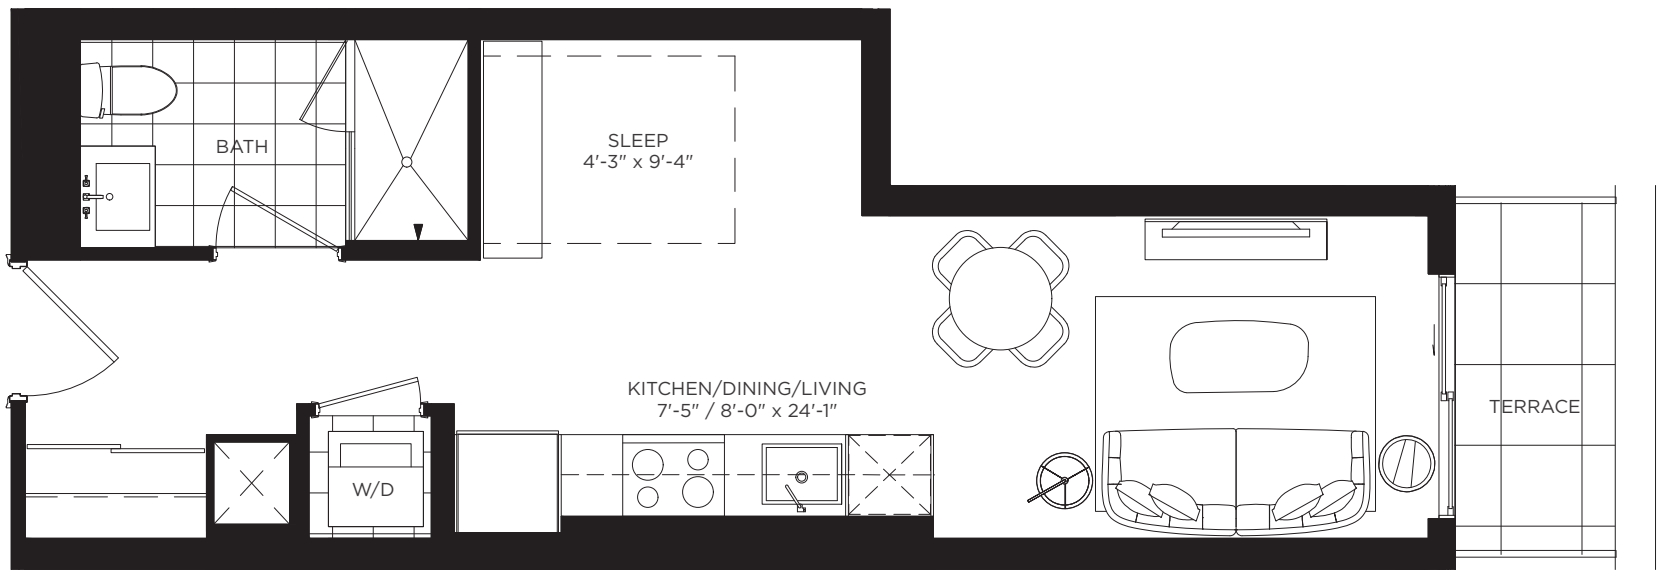 BATH
SLEEP
4'-3" x 9'-4"
KITCHEN/DINING/LIVING
7'-5" / 8'-0" x 24'-1"
TERRACE
W/D